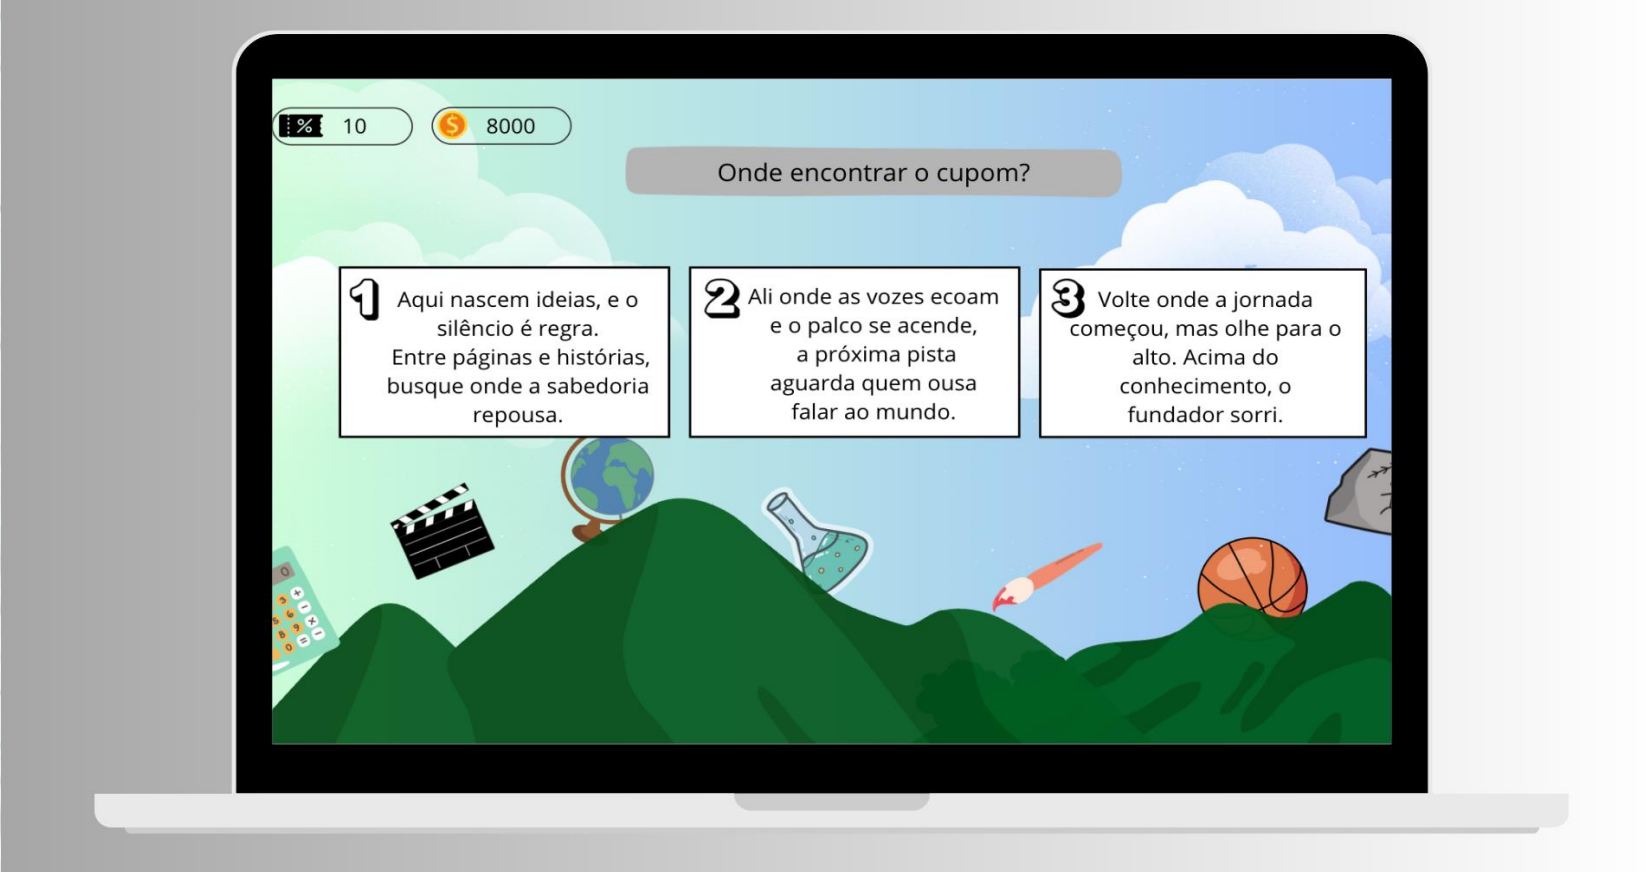 10
8000
Onde encontrar o cupom?
1
Aqui nascem ideias, e o
silêncio é regra.
Entre páginas e histórias,
busque onde a sabedoria
repousa.
2
Ali onde as vozes ecoam
e o palco se acende,
a próxima pista
aguarda quem ousa
falar ao mundo.
3
Volte onde a jornada
começou, mas olhe para o
alto. Acima do
conhecimento, o
fundador sorri.